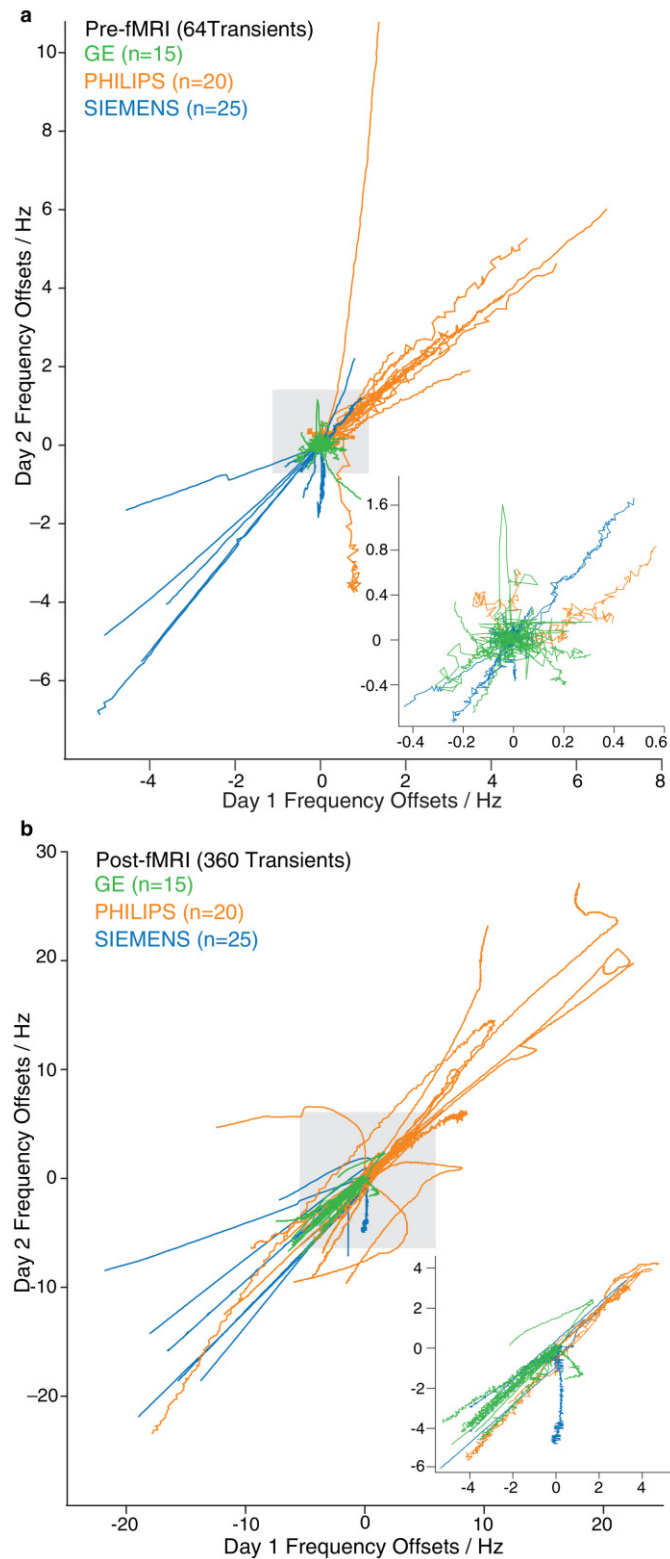 a
Pre-fMRI (64Transients)
GE (n=15)
PHILIPS (n=20)
SIEMENS (n=25)
10
8
6
4
2
0
−2
−4
−6
Day 2 Frequency Offsets / Hz
1.6
0.8
0.4
0
-0.4
-0.4 -0.2 0 0.2 0.4 0.6
-4 -2 0 2 4 6 8
Day 1 Frequency Offsets / Hz
b
Post-fMRI (360 Transients)
GE (n=15)
PHILIPS (n=20)
SIEMENS (n=25)
30
20
10
0
−10
−20
Day 2 Frequency Offsets / Hz
4
2
0
-2
-4
-6
-4 -2 0 2 4
-20 -10 0 10 20
Day 1 Frequency Offsets / Hz